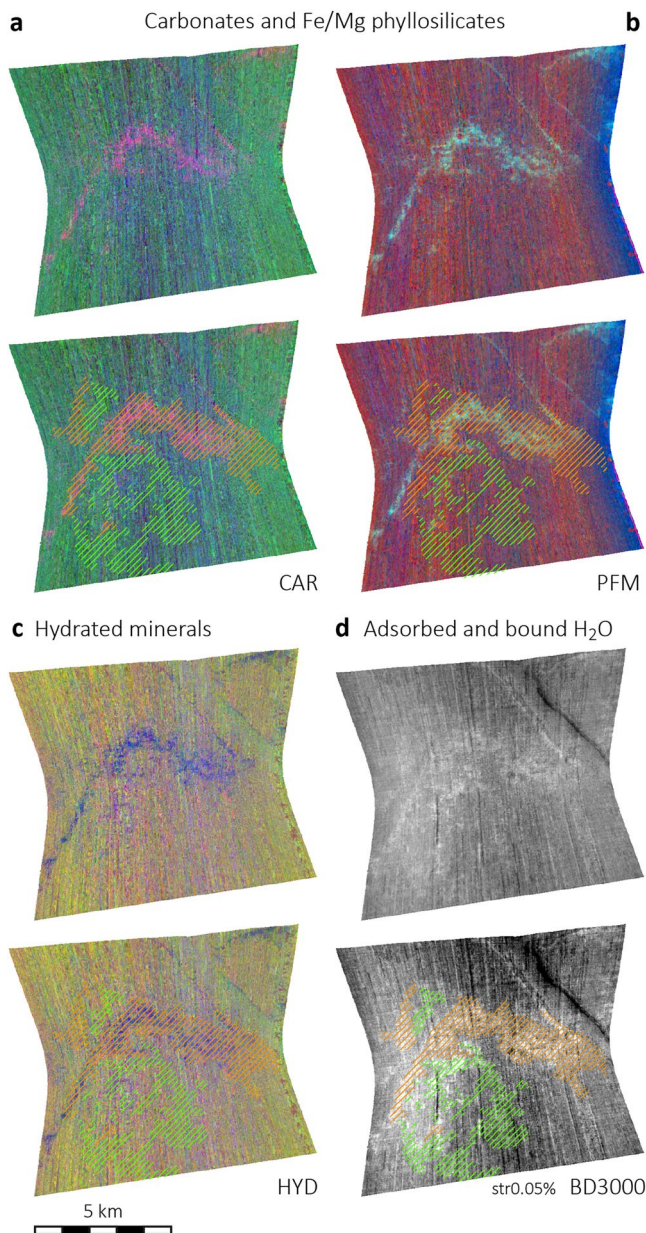 Carbonates and Fe/Mg phyllosilicates
a
b
CAR
PFM
c Hydrated minerals
d Adsorbed and bound H₂O
HYD
str0.05% BD3000
5 km